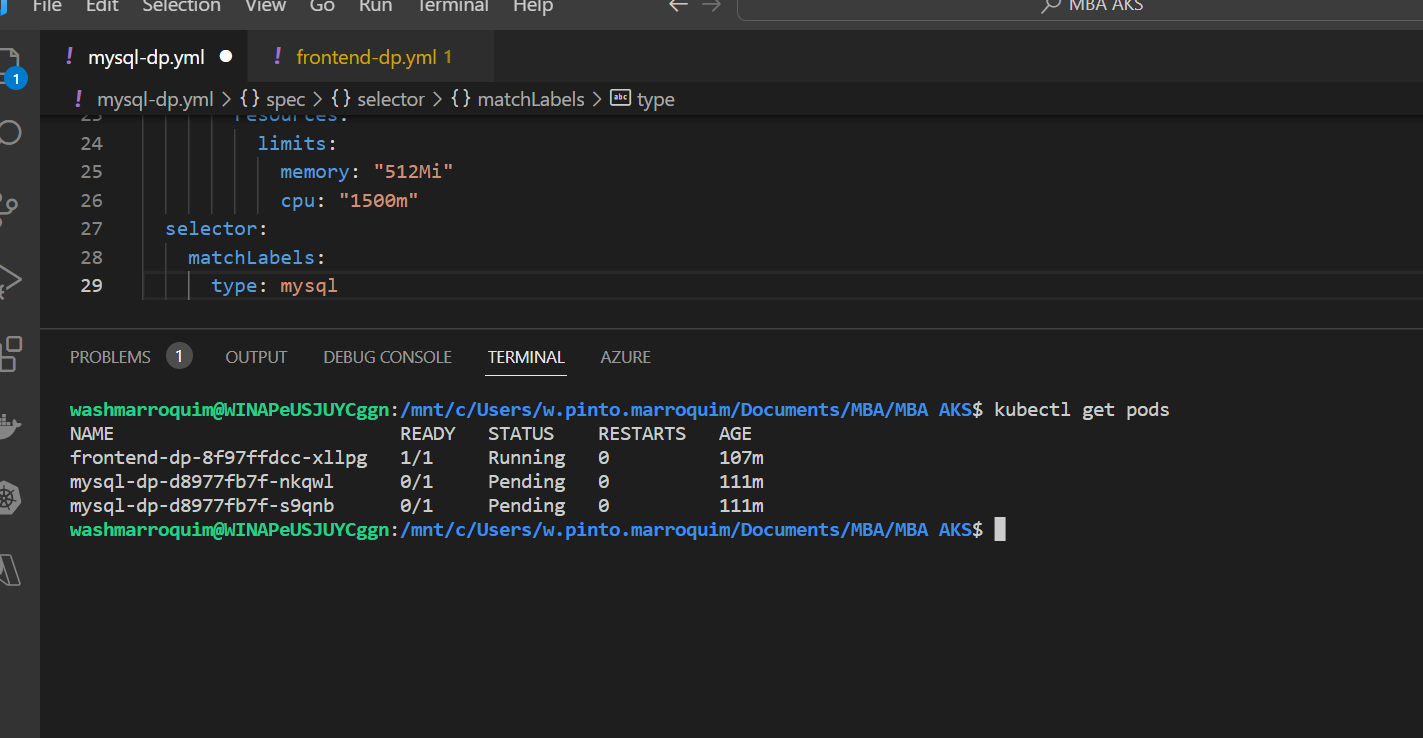 File Edit Selection View Go Run Terminal Help MBA AKS
1
mysql-dp.yml frontend-dp.yml 1
mysql-dp.yml > {} spec > {} selector > {} matchLabels > abc type
23 resources:
24 limits:
25 memory: "512Mi"
26 cpu: "1500m"
27 selector:
28 matchLabels:
29 type: mysql
PROBLEMS 1 OUTPUT DEBUG CONSOLE TERMINAL AZURE
washmarroquim@WINAPeUSJUYCggn:/mnt/c/Users/w.pinto.marroquim/Documents/MBA/MBA AKS$ kubectl get pods
NAME READY STATUS RESTARTS AGE
frontend-dp-8f97ffdcc-xllpg 1/1 Running 0 107m
mysql-dp-d8977fb7f-nkqwl 0/1 Pending 0 111m
mysql-dp-d8977fb7f-s9qnb 0/1 Pending 0 111m
washmarroquim@WINAPeUSJUYCggn:/mnt/c/Users/w.pinto.marroquim/Documents/MBA/MBA AKS$